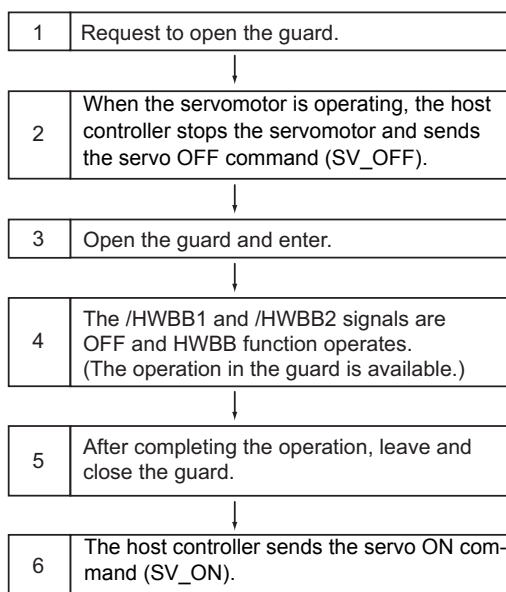 1 Request to open the guard.
2 When the servomotor is operating, the host
controller stops the servomotor and sends
the servo OFF command (SV_OFF).
3 Open the guard and enter.
4 The /HWBB1 and /HWBB2 signals are
OFF and HWBB function operates.
(The operation in the guard is available.)
5 After completing the operation, leave and
close the guard.
6 The host controller sends the servo ON com-
mand (SV_ON).